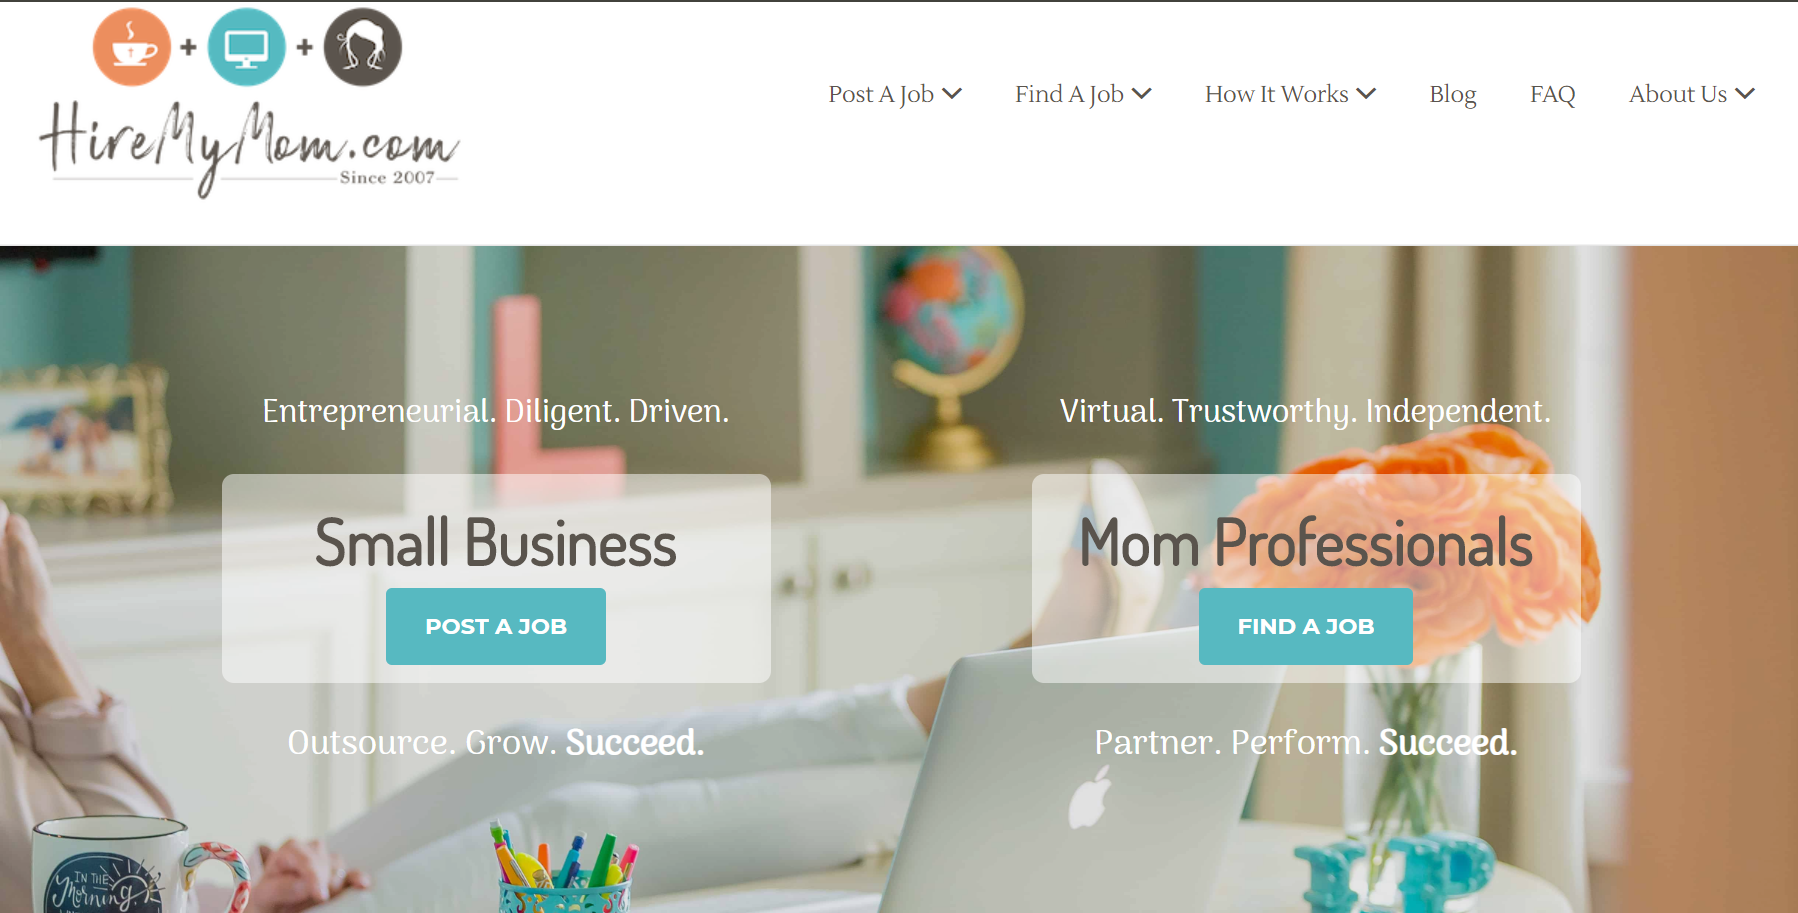 HireMyMom.com
Since 2007
Post A Job
Find A Job
How It Works
Blog
FAQ
About Us
Entrepreneurial. Diligent. Driven.
Small Business
POST A JOB
Outsource. Grow. Succeed.
Virtual. Trustworthy. Independent.
Mom Professionals
FIND A JOB
Partner. Perform. Succeed.
IN THE
Morning.